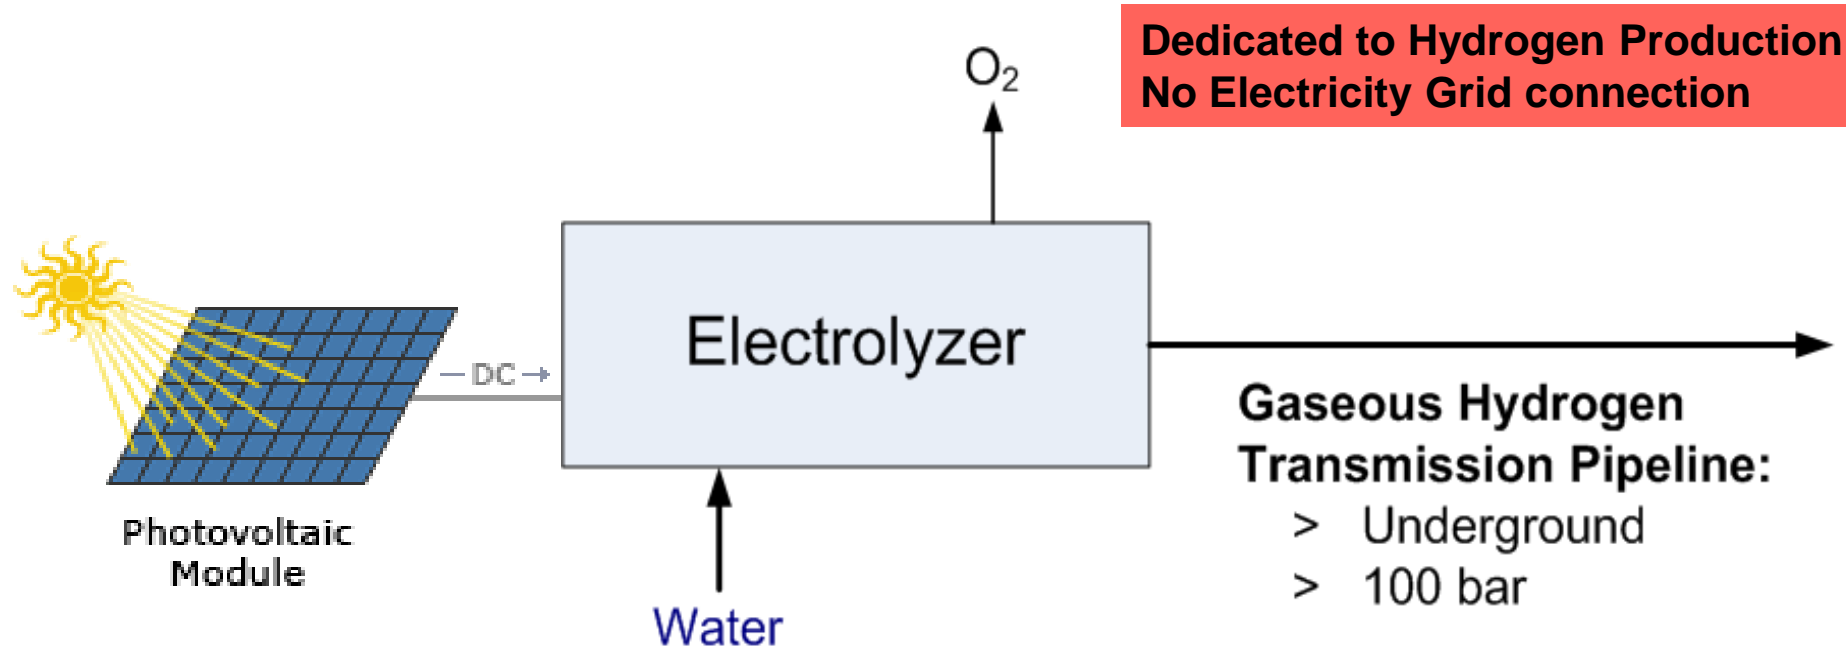 Dedicated to Hydrogen Production
No Electricity Grid connection
O₂
DC
Electrolyzer
Photovoltaic
Module
Water
Gaseous Hydrogen
Transmission Pipeline:
> Underground
> 100 bar